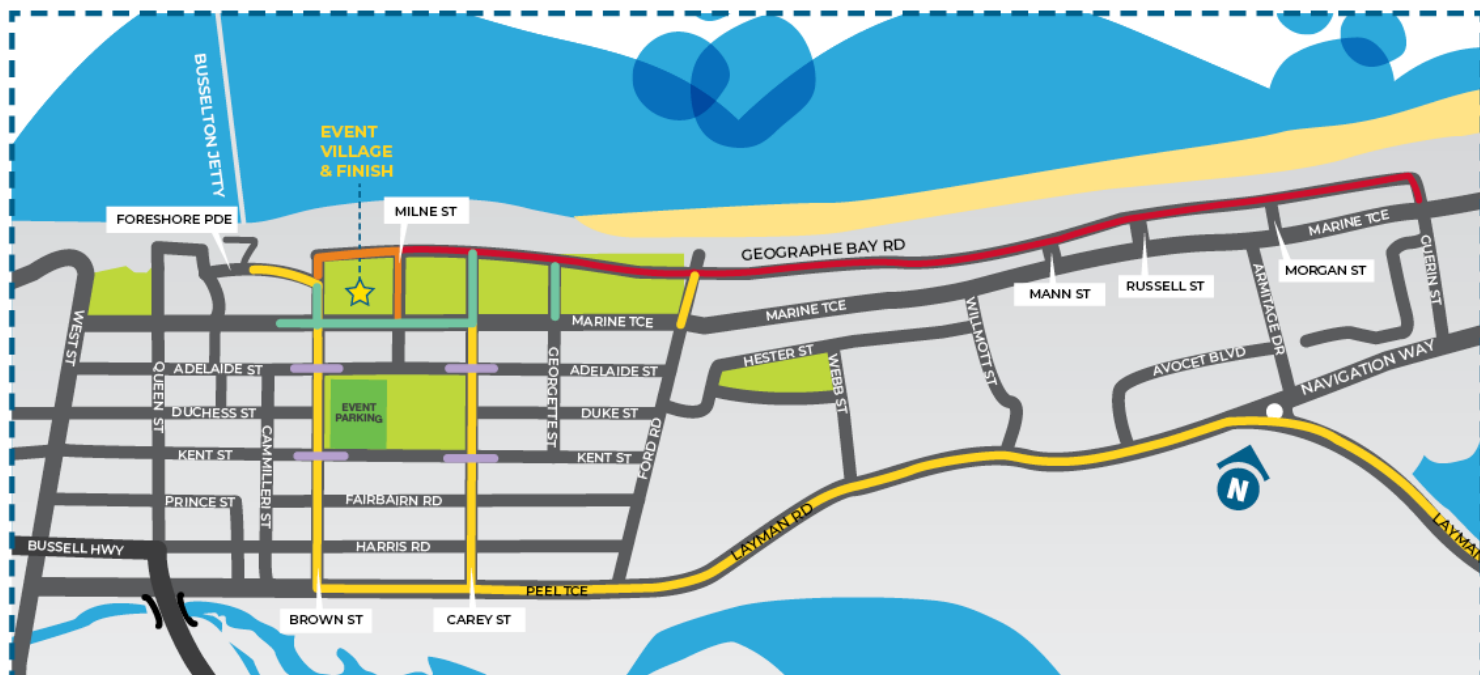 BUSSELTON JETTY
EVENT
VILLAGE
& FINISH
FORESHORE PDE
MILNE ST
GEOGRAPHE BAY RD
MARINE TCE
MORGAN ST
RUSSELL ST
MANN ST
GUERIN ST
ARMITAGE DR
MARINE TCE
MARINE TCE
WILLMOTT ST
WEST ST
QUEEN ST
ADELAIDE ST
GEORGETTE ST
ADELAIDE ST
HESTER ST
WEBB ST
AVOCET BLVD
NAVIGATION WAY
DUCHESS ST
EVENT
PARKING
DUKE ST
CAMMILLERI ST
KENT ST
KENT ST
FORD RD
N
PRINCE ST
FAIRBAIRN RD
LAYMAN RD
LAYMAN
BUSSELL HWY
HARRIS RD
PEEL TCE
BROWN ST
CAREY ST